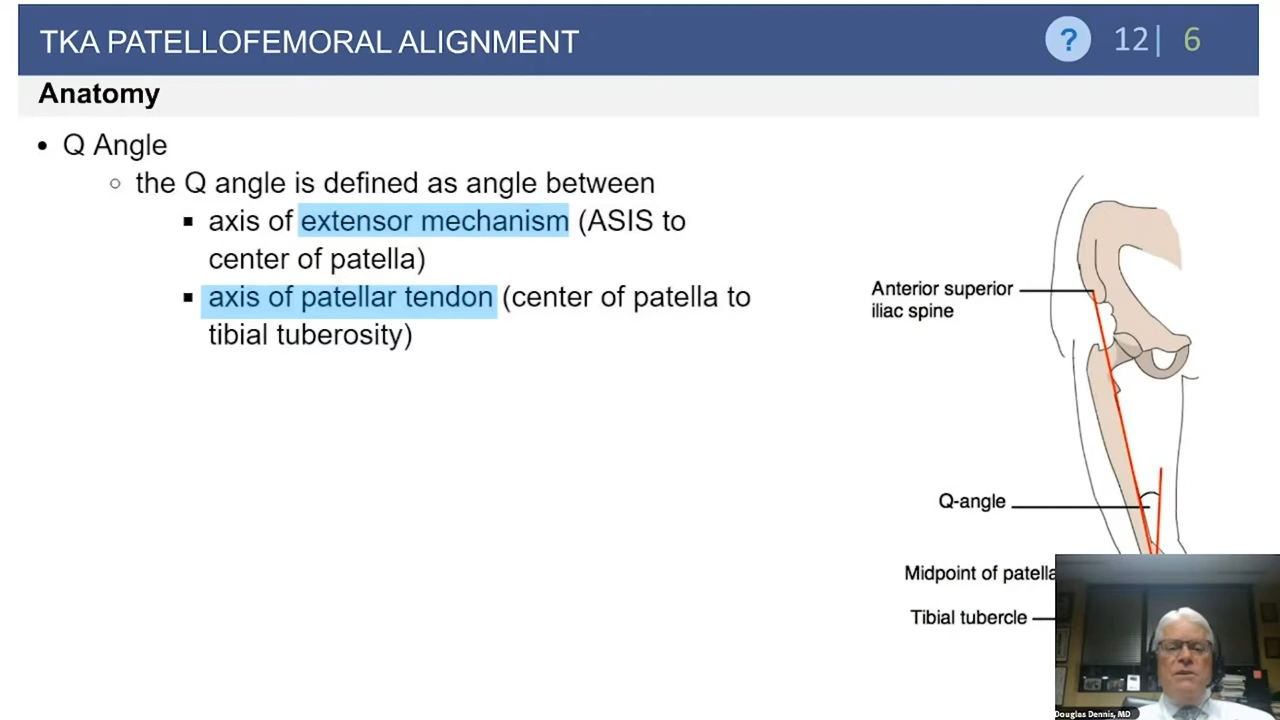 TKA PATELLOFEMORAL ALIGNMENT
? 12| 6
Anatomy
• Q Angle
○ the Q angle is defined as angle between
▪ axis of extensor mechanism (ASIS to
center of patella)
▪ axis of patellar tendon (center of patella to
tibial tuberosity)
Anterior superior
iliac spine
Q-angle
Midpoint of patella
Tibial tubercle
Douglas Dennis, MD